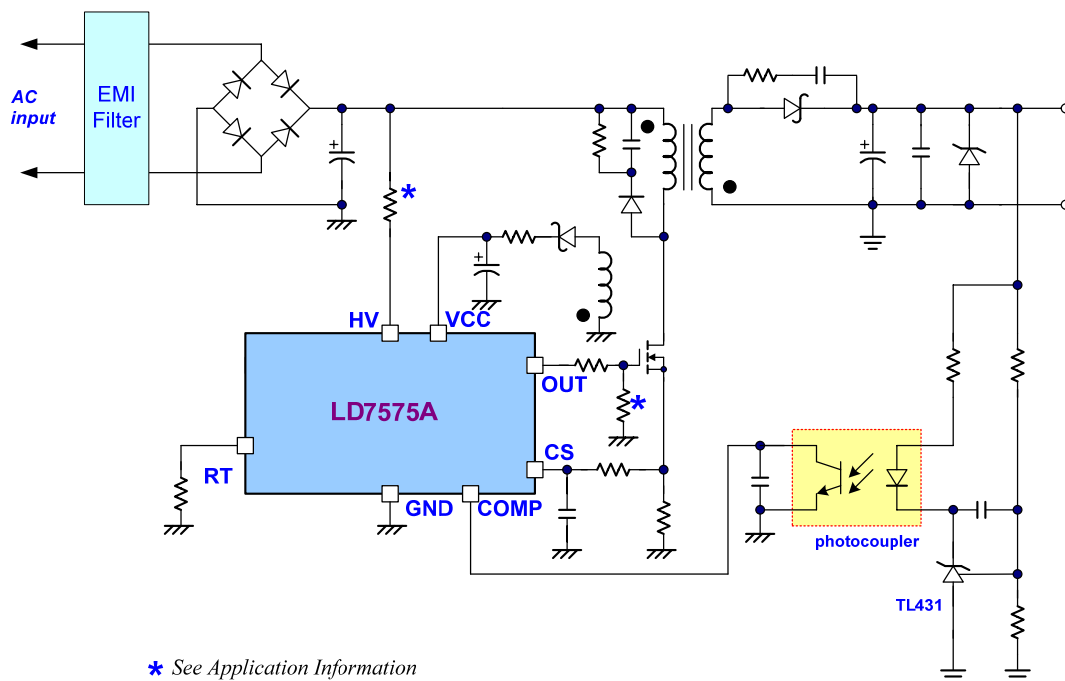 AC
input
EMI
Filter
*
HV
VCC
OUT
*
LD7575A
CS
RT
GND
COMP
photocoupler
TL431
+
+
+
* See Application Information